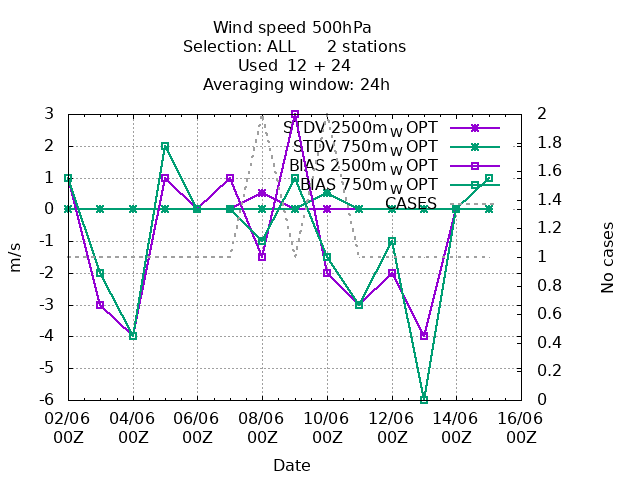 Wind speed 500hPa
Selection: ALL 2 stations
Used 12 + 24
Averaging window: 24h
STDV 2500m_W OPT
STDV 750m_W OPT
BIAS 2500m_W OPT
BIAS 750m_W OPT
CASES
3
2
1
0
-1
-2
-3
-4
-5
-6
m/s
2
1.8
1.6
1.4
1.2
1
0.8
0.6
0.4
0.2
0
No cases
02/06 04/06 06/06 08/06 10/06 12/06 14/06 16/06
00Z 00Z 00Z 00Z 00Z 00Z 00Z 00Z
Date